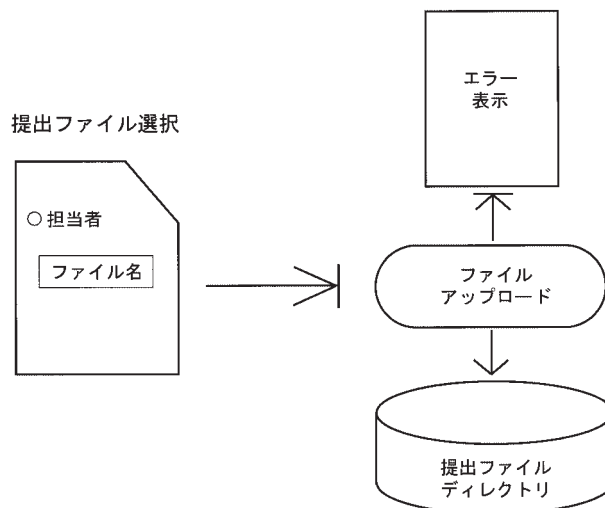 エラー
表示
提出ファイル選択
○担当者
ファイル名
ファイル
アップロード
提出ファイル
ディレクトリ